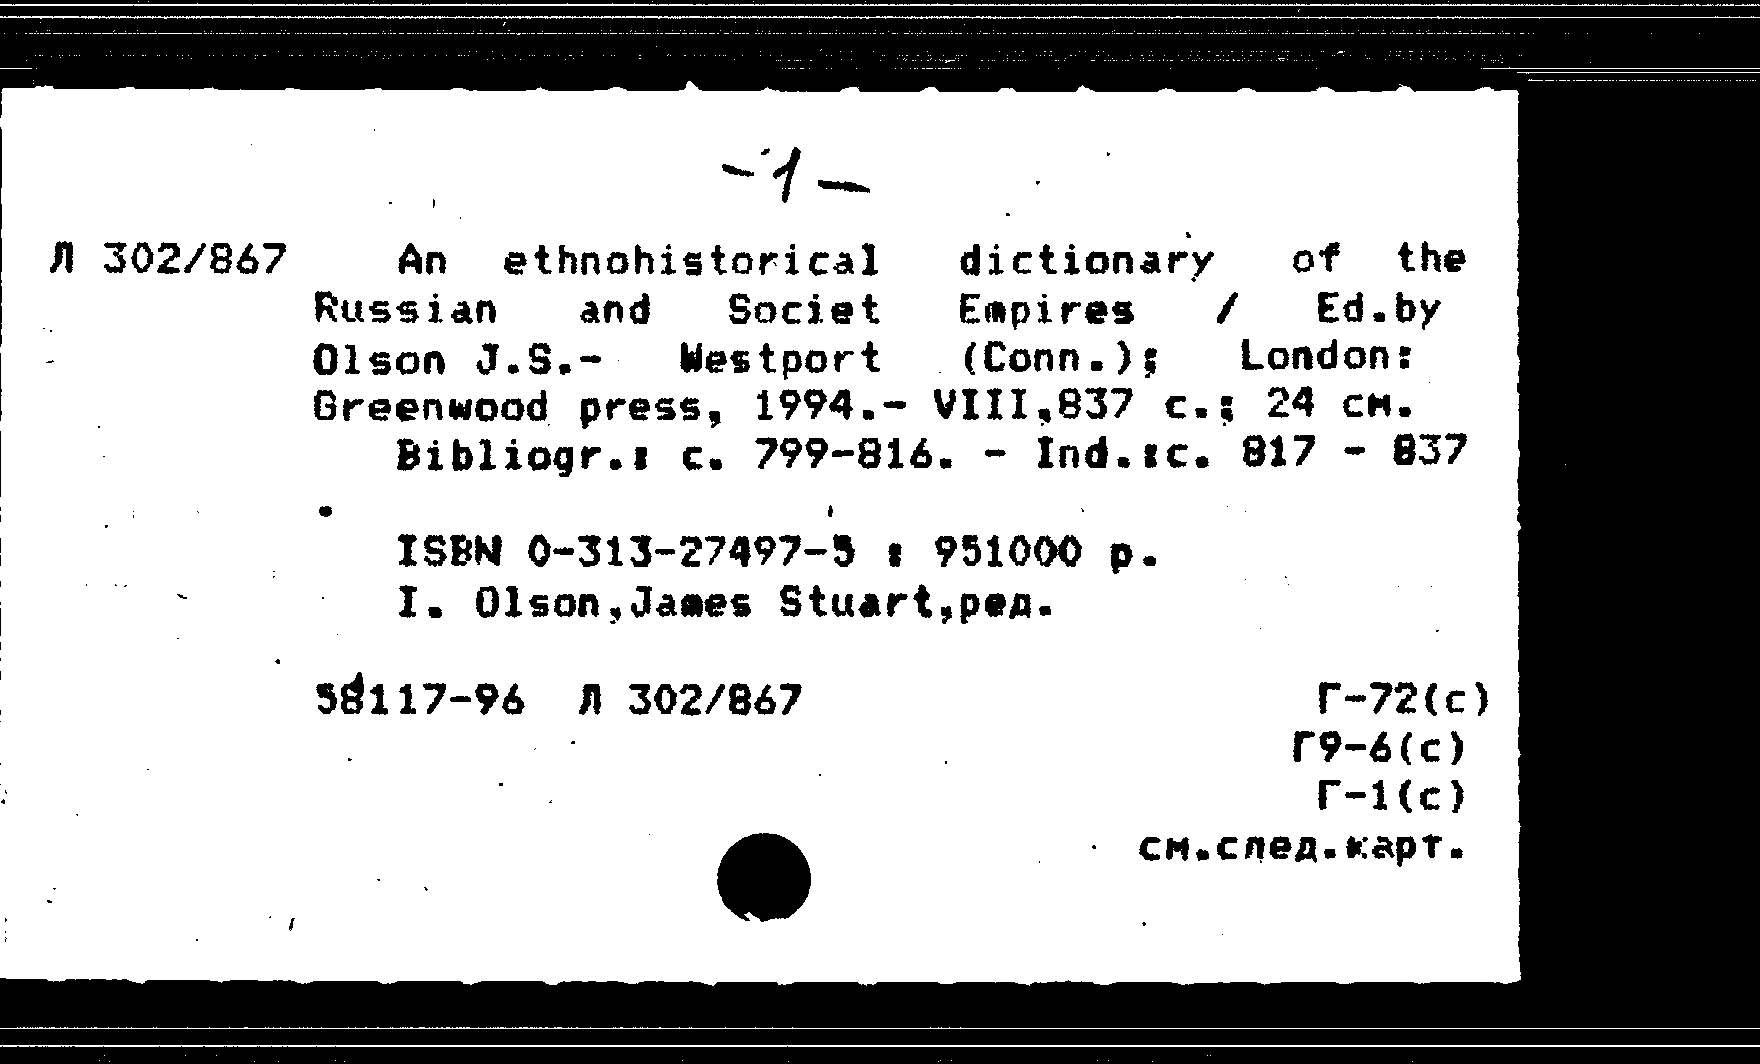 -1-
Л 302/867 An ethnohistorical dictionary of the
Russian and Societ Empires / Ed.by
Olson J.S.- Westport (Conn.); London:
Greenwood press, 1994.- VIII,837 с.; 24 см.
Bibliogr.: с. 799-816. - Ind.:с. 817 - 837
.
ISBN 0-313-27497-5 : 951000 р.
I. Olson,James Stuart,ред.
58117-96 Л 302/867 Г-72(с)
Г9-6(с)
Г-1(с)
см.след.карт.